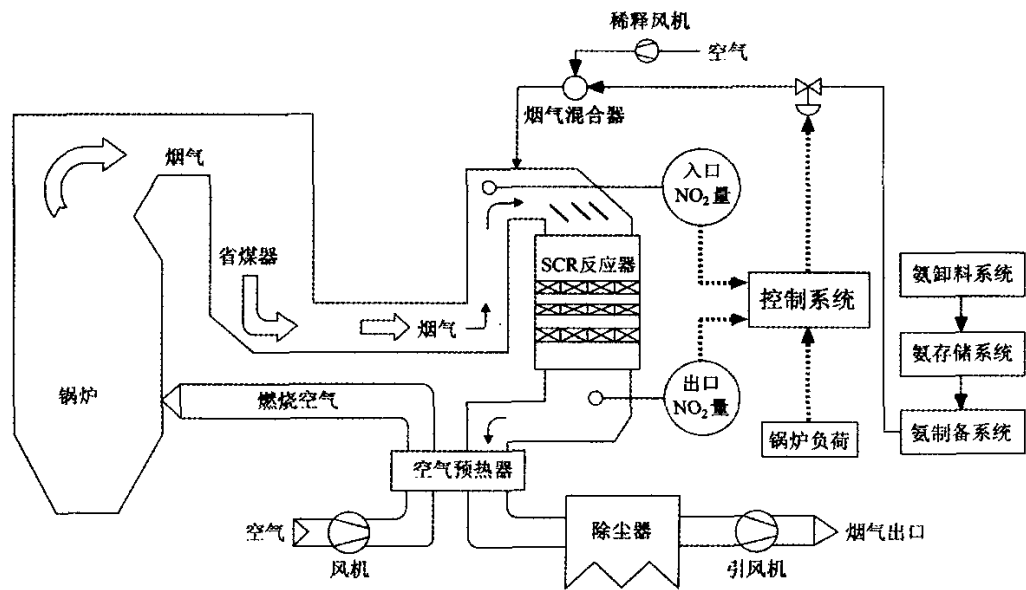 稀释风机
空气
烟气混合器
烟气
入口
NO₂量
省煤器
SCR反应器
氨卸料系统
控制系统
烟气
氨存储系统
锅炉
燃烧空气
出口
NO₂量
锅炉负荷
氨制备系统
空气预热器
空气
风机
除尘器
引风机
烟气出口